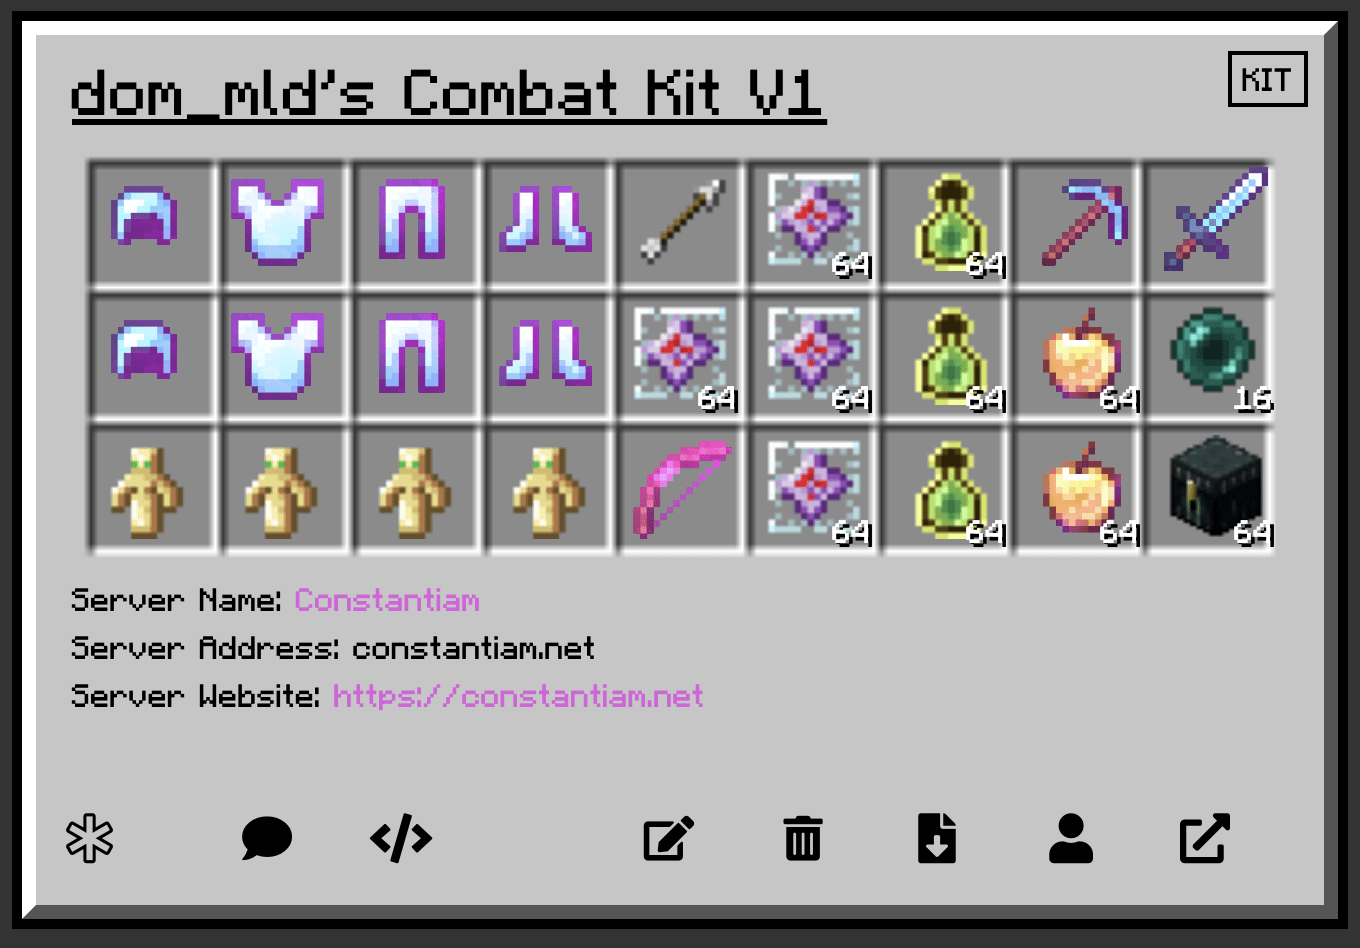 dom_mld's Combat Kit V1
KIT
64 64
64 64 64 64 16
64 64 64 64
Server Name: Constantiam
Server Address: constantiam.net
Server Website: https://constantiam.net